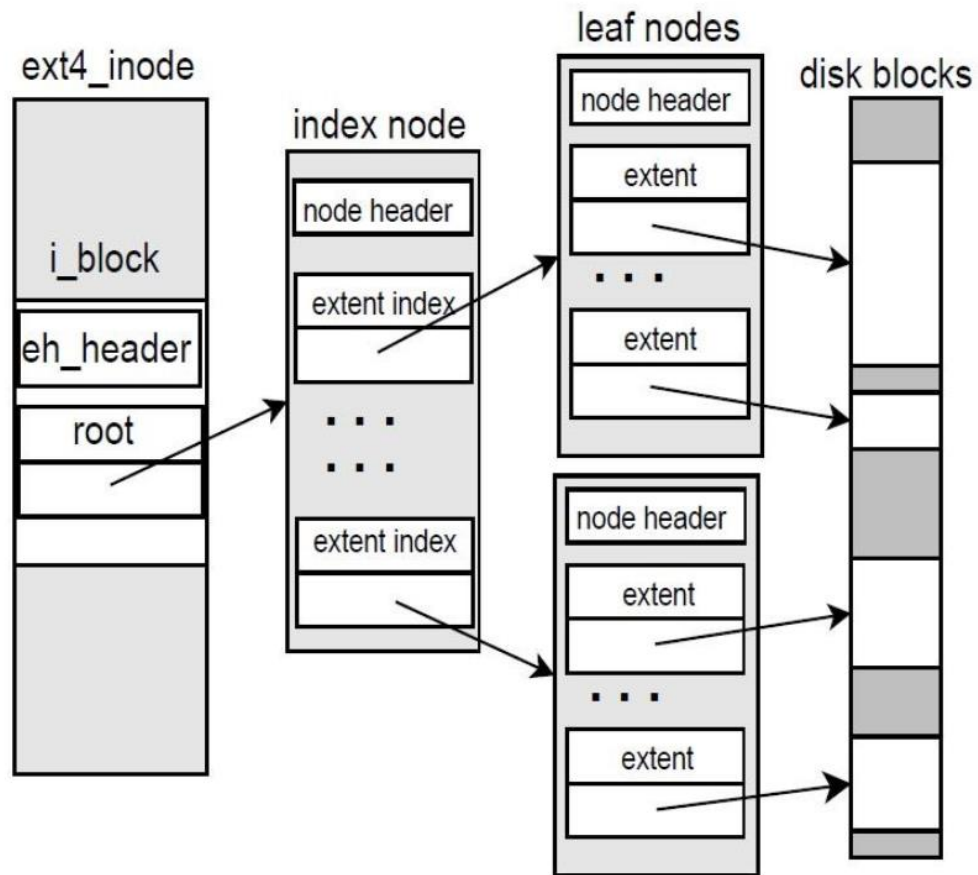 ext4_inode
i_block
eh_header
root
index node
node header
extent index
. . .
. . .
extent index
leaf nodes
node header
extent
. . .
extent
node header
extent
. . .
extent
disk blocks